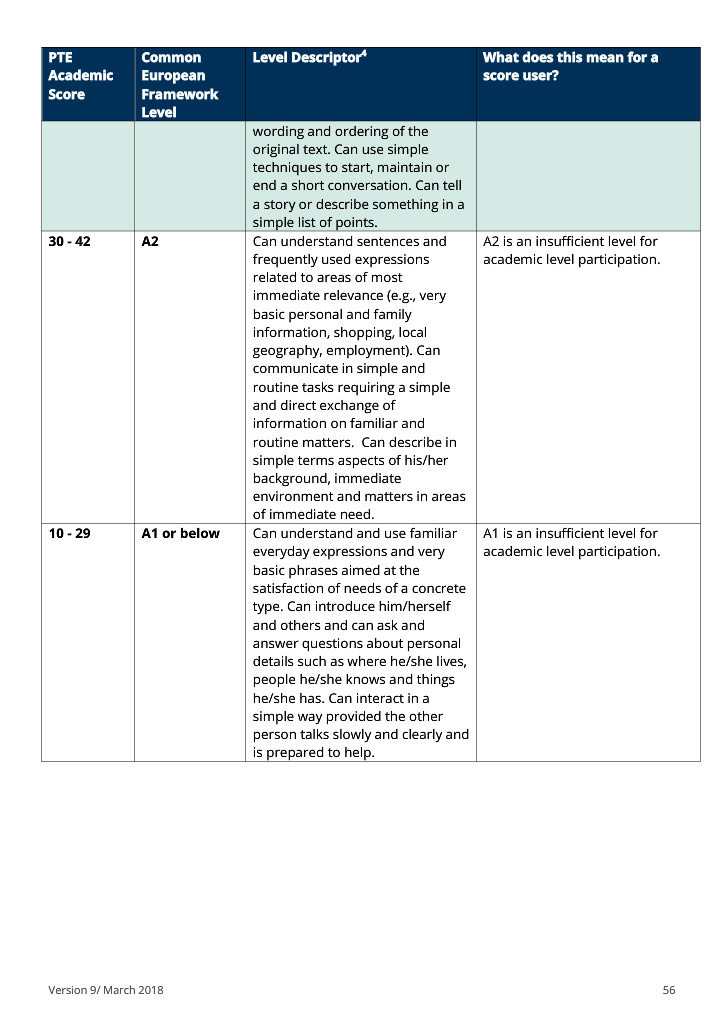 PTE Academic Score
Common European Framework Level
Level Descriptor⁴
What does this mean for a score user?
wording and ordering of the
original text. Can use simple
techniques to start, maintain or
end a short conversation. Can tell
a story or describe something in a
simple list of points.
30 - 42
A2
Can understand sentences and
frequently used expressions
related to areas of most
immediate relevance (e.g., very
basic personal and family
information, shopping, local
geography, employment). Can
communicate in simple and
routine tasks requiring a simple
and direct exchange of
information on familiar and
routine matters.  Can describe in
simple terms aspects of his/her
background, immediate
environment and matters in areas
of immediate need.
A2 is an insufficient level for
academic level participation.
10 - 29
A1 or below
Can understand and use familiar
everyday expressions and very
basic phrases aimed at the
satisfaction of needs of a concrete
type. Can introduce him/herself
and others and can ask and
answer questions about personal
details such as where he/she lives,
people he/she knows and things
he/she has. Can interact in a
simple way provided the other
person talks slowly and clearly and
is prepared to help.
A1 is an insufficient level for
academic level participation.
Version 9/ March 2018
56